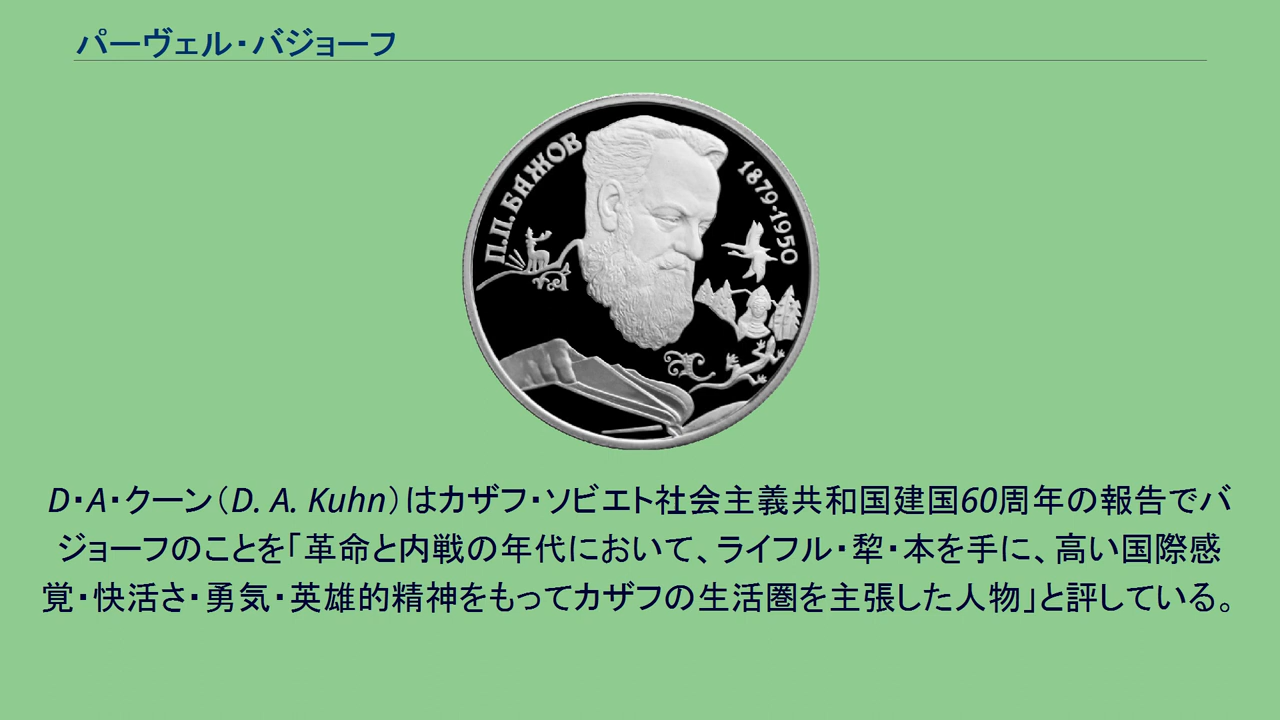 パーヴェル・バジョーフ
П.П.БАЖОВ
1879·1950
D・A・クーン（D. A. Kuhn）はカザフ・ソビエト社会主義共和国建国60周年の報告でバ
ジョーフのことを「革命と内戦の年代において、ライフル・犂・本を手に、高い国際感
覚・快活さ・勇気・英雄的精神をもってカザフの生活圏を主張した人物」と評している。